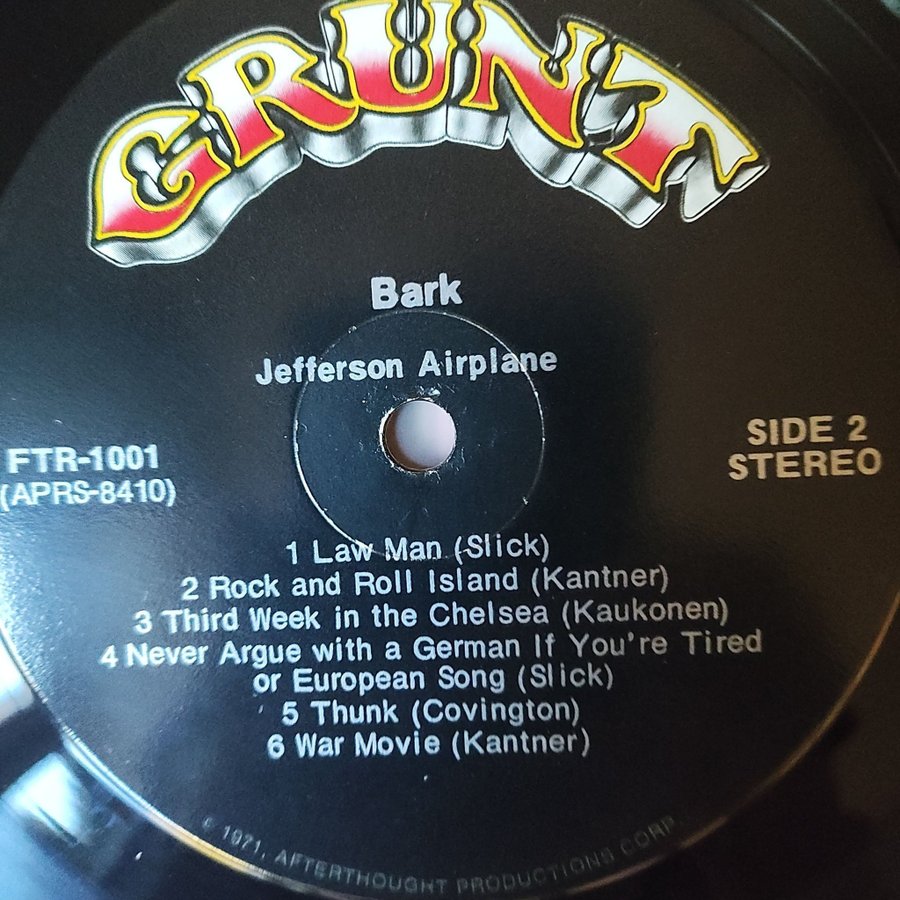 GRUNT
Bark
Jefferson Airplane
FTR-1001
(APRS-8410)
SIDE 2
STEREO
1 Law Man (Slick)
2 Rock and Roll Island (Kantner)
3 Third Week in the Chelsea (Kaukonen)
4 Never Argue with a German If You're Tired
or European Song (Slick)
5 Thunk (Covington)
6 War Movie (Kantner)
© 1971, AFTERTHOUGHT PRODUCTIONS CORP.